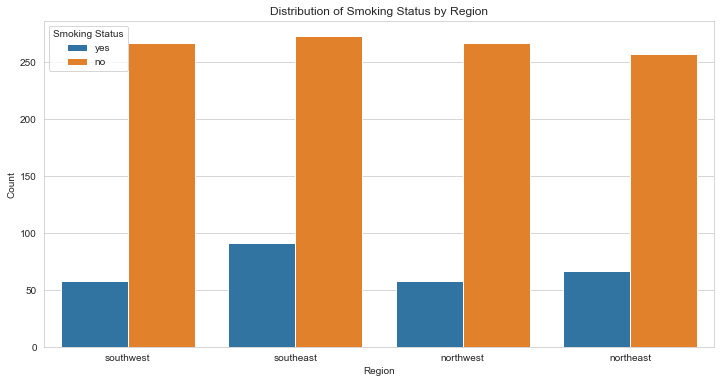 Distribution of Smoking Status by Region
Smoking Status
yes
no
Count
250
200
150
100
50
0
southwest southeast northwest northeast
Region